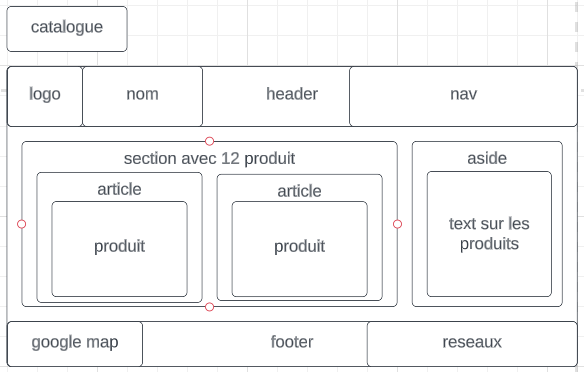 catalogue
logo
nom
header
nav
section avec 12 produit
aside
article
article
produit
produit
text sur les
produits
google map
footer
reseaux